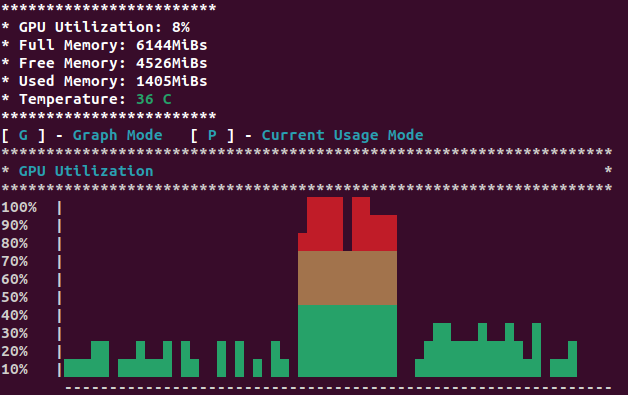 ************************
* GPU Utilization: 8%
* Full Memory: 6144MiBs
* Free Memory: 4526MiBs
* Used Memory: 1405MiBs
* Temperature: 36 C
************************
[ G ] - Graph Mode   [ P ] - Current Usage Mode
********************************************************************
* GPU Utilization                                                  *
********************************************************************
100%  |
90%   |
80%   |
70%   |
60%   |
50%   |
40%   |
30%   |
20%   |
10%   |
       -------------------------------------------------------------